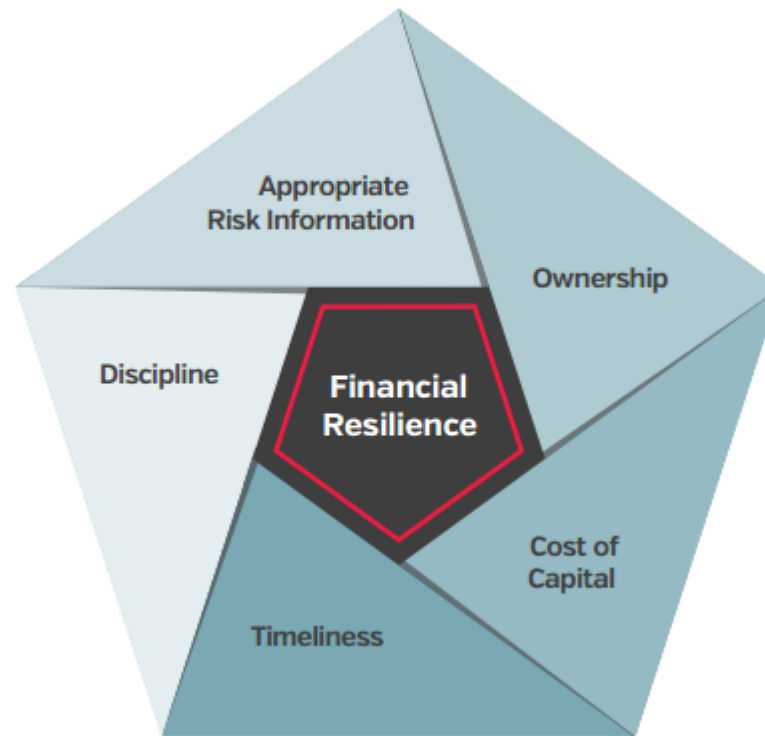 Appropriate
Risk Information
Ownership
Discipline
Financial
Resilience
Cost of
Capital
Timeliness